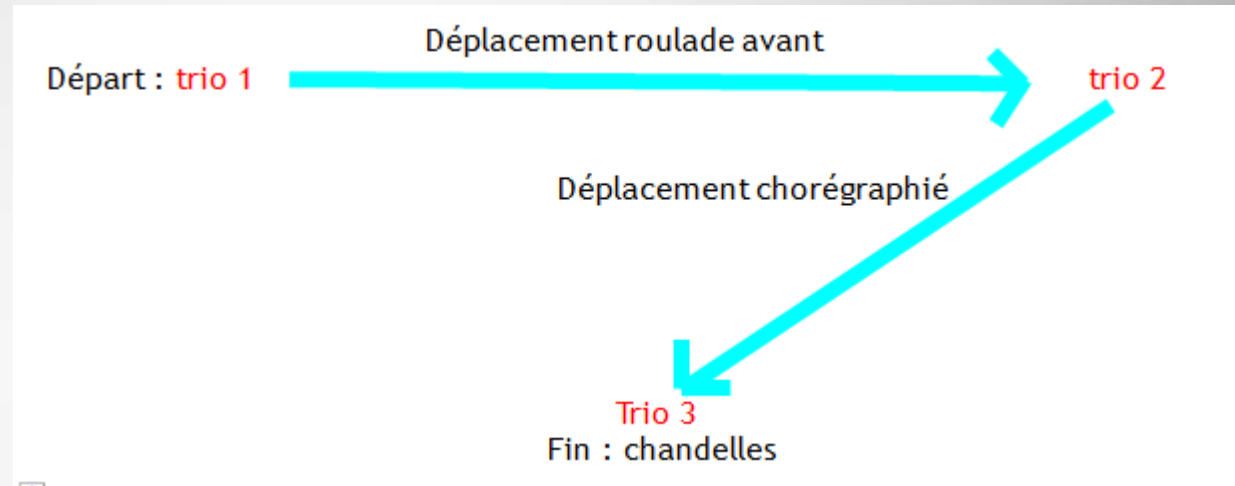 Déplacement roulade avant
Départ : trio 1
trio 2
Déplacement chorégraphié
Trio 3
Fin : chandelles